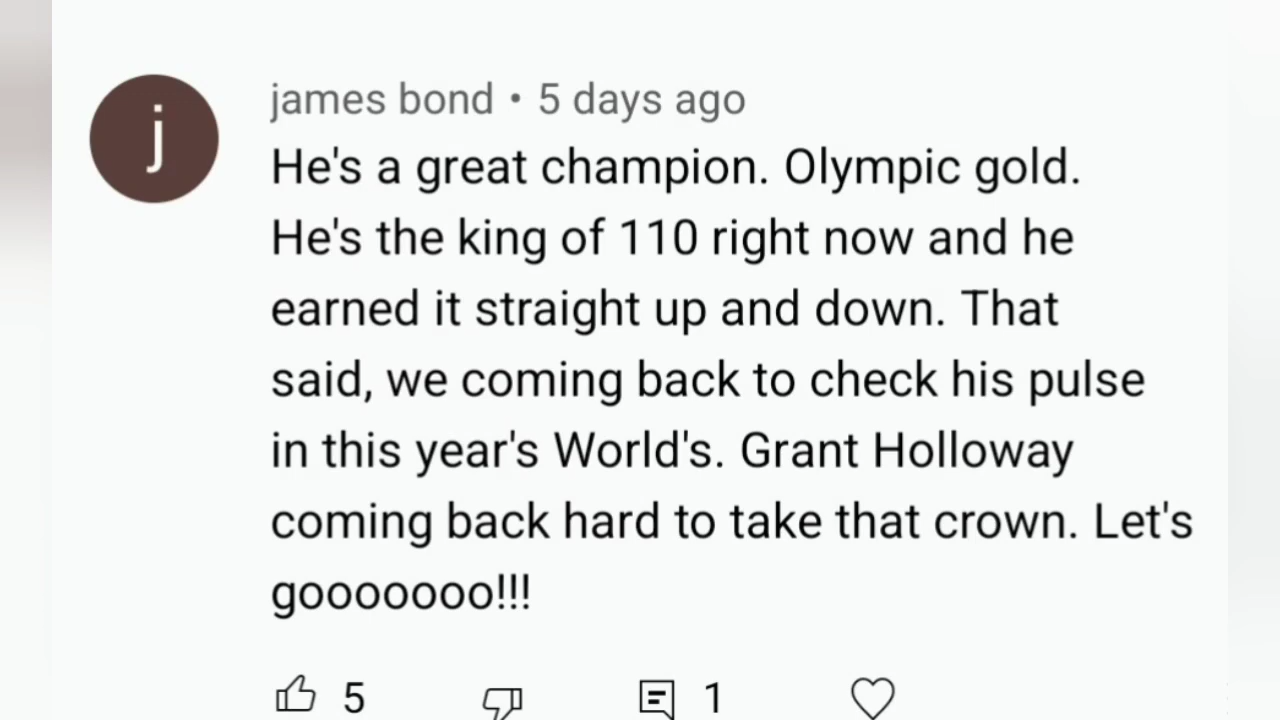 j
james bond • 5 days ago
He's a great champion. Olympic gold.
He's the king of 110 right now and he
earned it straight up and down. That
said, we coming back to check his pulse
in this year's World's. Grant Holloway
coming back hard to take that crown. Let's
gooooooo!!!
5 1